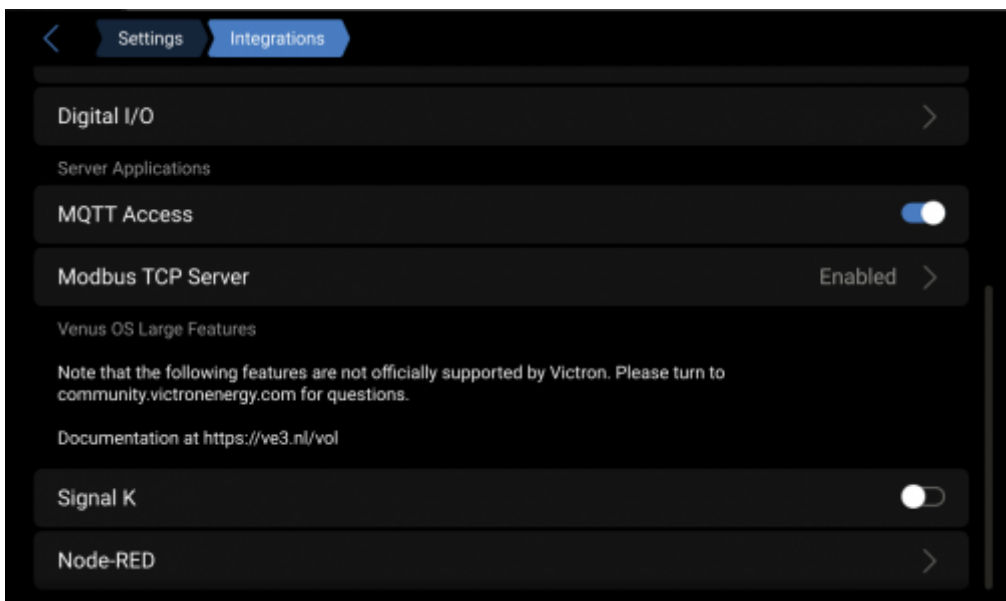 Settings
Integrations
Digital I/O
Server Applications
MQTT Access
Modbus TCP Server
Enabled
Venus OS Large Features
Note that the following features are not officially supported by Victron. Please turn to
community.victronenergy.com for questions.
Documentation at https://ve3.nl/vol
Signal K
Node-RED